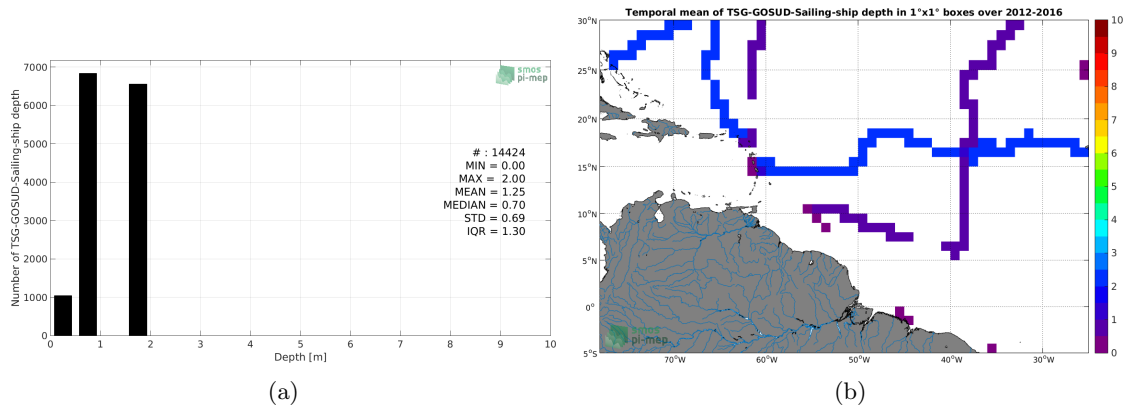 7000
6000
5000
4000
3000
2000
1000
0
Number of TSG-GOSUD-Sailing-ship depth
smos
pi-mep
# : 14424
MIN = 0.00
MAX = 2.00
MEAN = 1.25
MEDIAN = 0.70
STD = 0.69
IQR = 1.30
0 1 2 3 4 5 6 7 8 9 10
Depth [m]
(a)
Temporal mean of TSG-GOSUD-Sailing-ship depth in 1°x1° boxes over 2012-2016
30°N
25°N
20°N
15°N
10°N
5°N
0°
5°S
70°W 60°W 50°W 40°W 30°W
smos
pi-mep
10
9
8
7
6
5
4
3
2
1
0
(b)